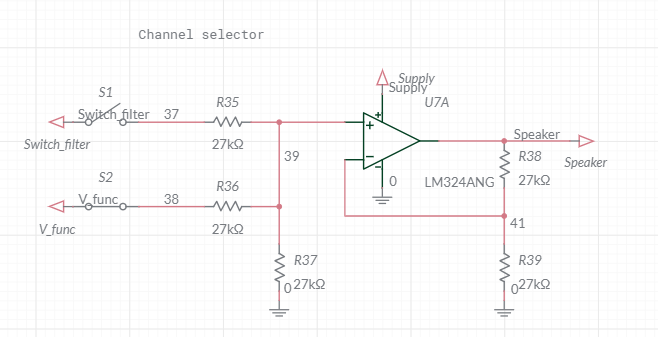 Channel selector
Supply
Supply
S1
Switch_filter
37
R35
U7A
Switch_filter
27kΩ
Speaker
39
R38
Speaker
S2
V_func
38
R36
0
LM324ANG
27kΩ
V_func
27kΩ
41
R37
R39
0
27kΩ
0
27kΩ